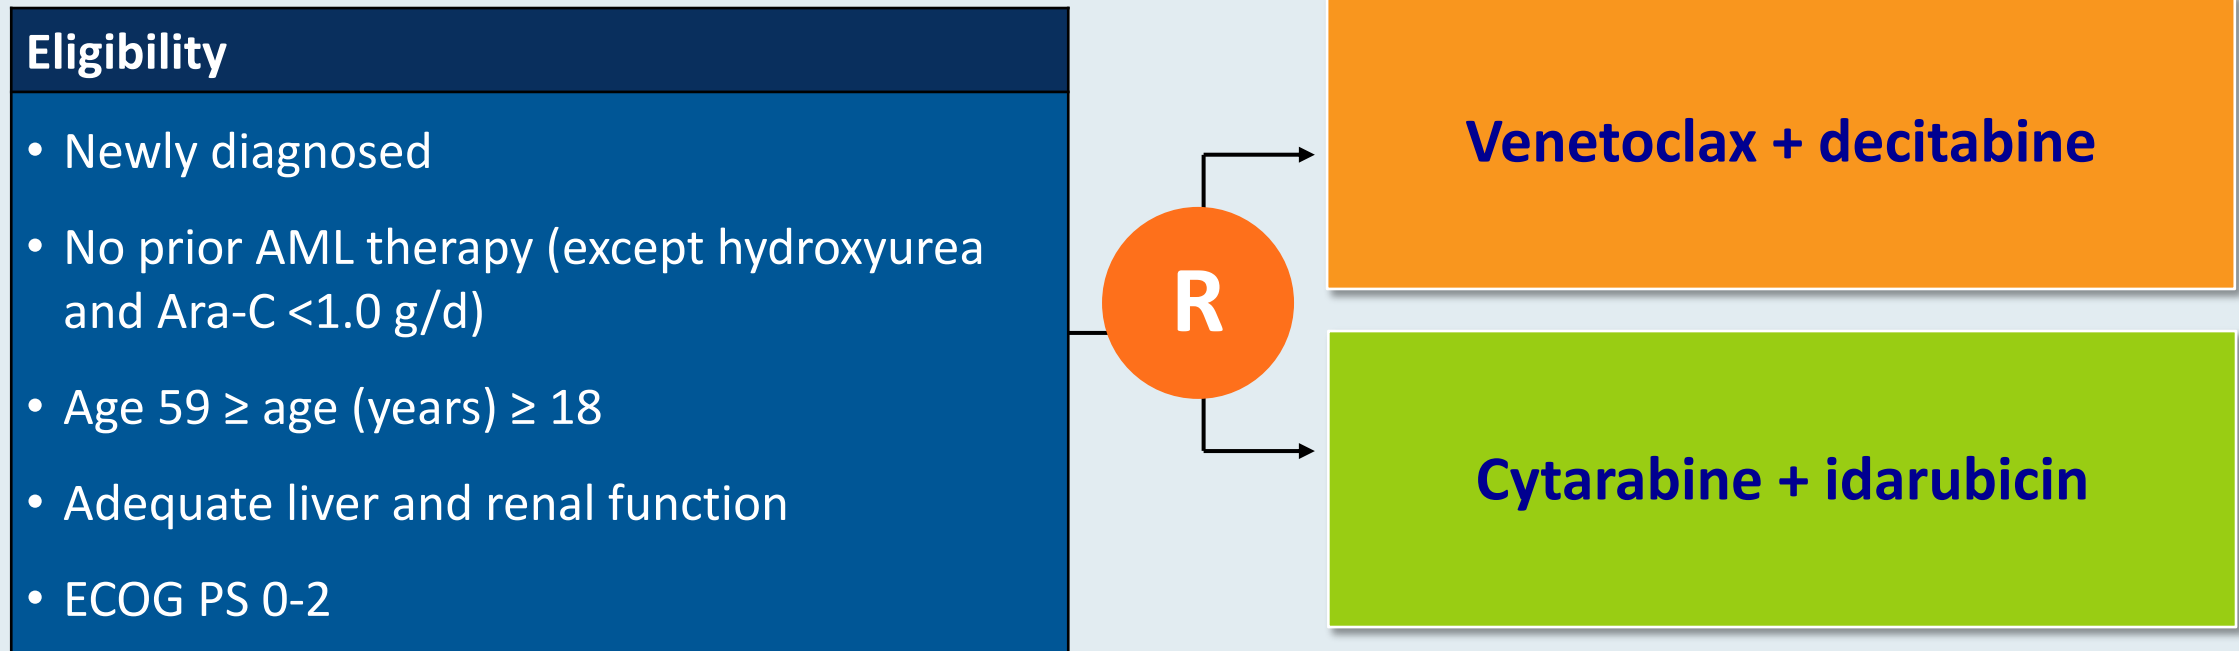 Eligibility
• Newly diagnosed
• No prior AML therapy (except hydroxyurea
and Ara-C <1.0 g/d)
• Age 59 ≥ age (years) ≥ 18
• Adequate liver and renal function
• ECOG PS 0-2
R
Venetoclax + decitabine
Cytarabine + idarubicin